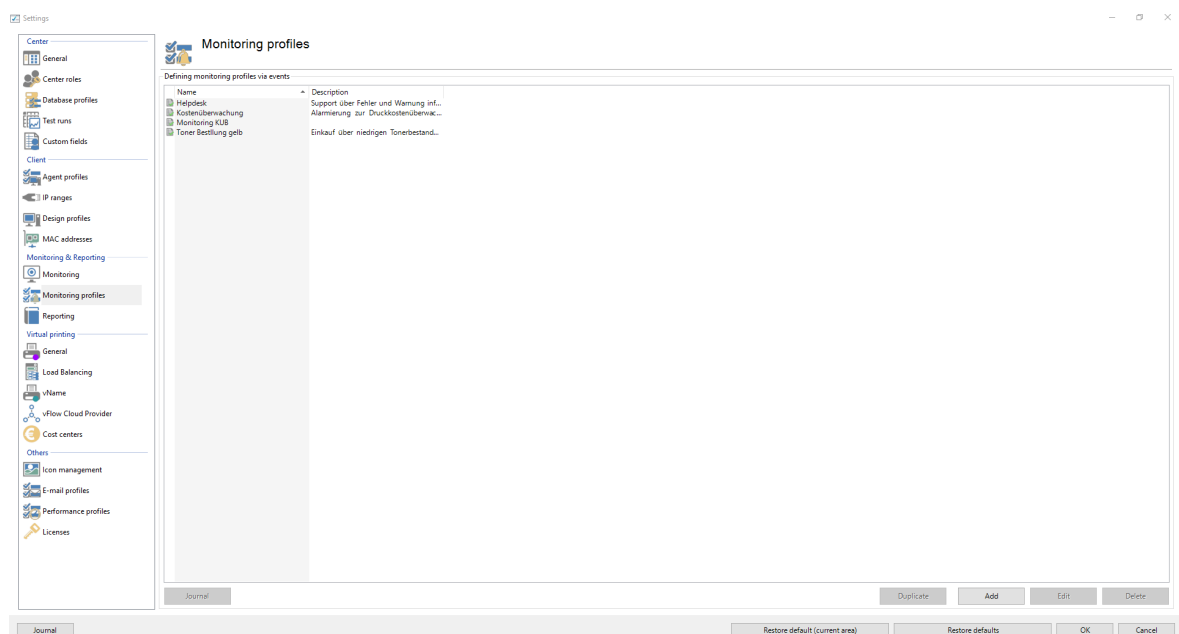 Settings
Center
General
Center roles
Database profiles
Test runs
Custom fields
Client
Agent profiles
IP ranges
Design profiles
MAC addresses
Monitoring & Reporting
Monitoring
Monitoring profiles
Reporting
Virtual printing
General
Load Balancing
vName
vFlow Cloud Provider
Cost centers
Others
Icon management
E-mail profiles
Performance profiles
Licenses
Monitoring profiles
Defining monitoring profiles via events
Name Description
Helpdesk Support über Fehler und Warnung inf...
Kostenüberwachung Alarmierung zur Druckkostenüberwac...
Monitoring KUB
Toner Bestllung gelb Einkauf über niedrigen Tonerbestand...
Journal Duplicate Add Edit Delete
Journal Restore default (current area) Restore defaults OK Cancel